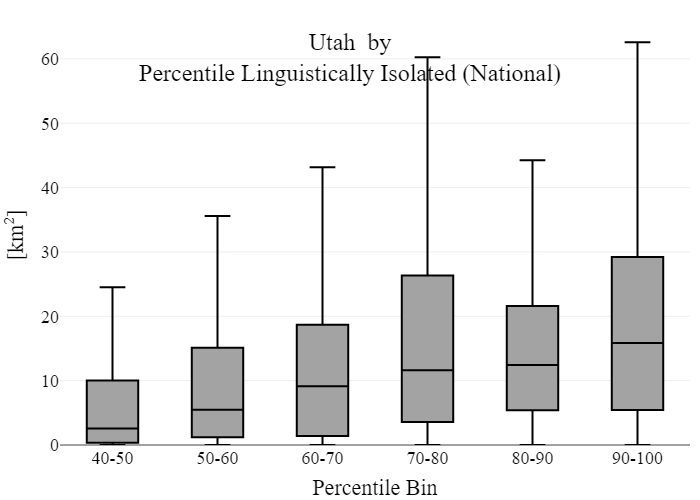 Utah by
Percentile Linguistically Isolated (National)
60
50
40
30
20
10
0
[km²]
40-50 50-60 60-70 70-80 80-90 90-100
Percentile Bin